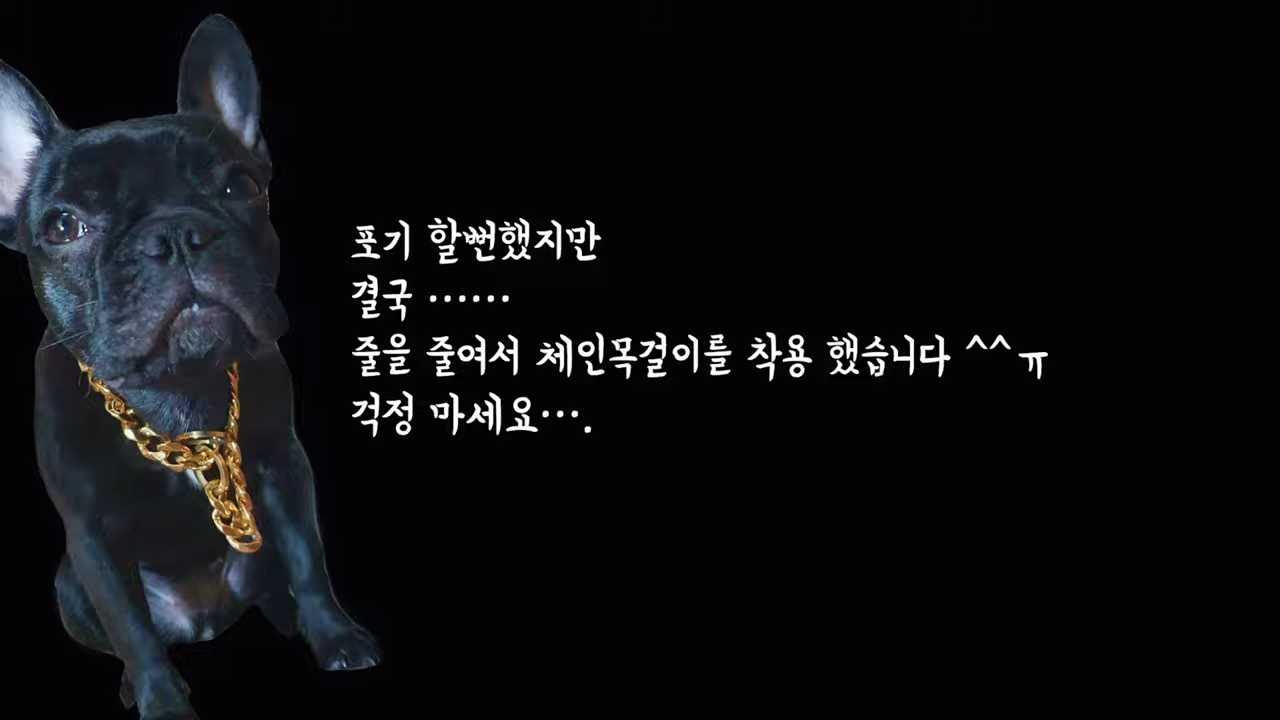 포기 할뻔했지만
결국 ……
줄을 줄여서 체인목걸이를 착용 했습니다 ^^ㅠ
걱정 마세요….